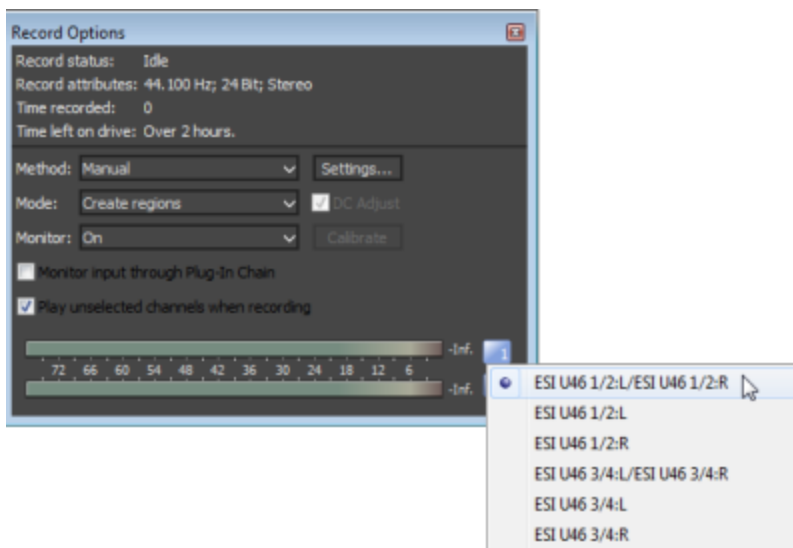 Record Options
Record status: Idle
Record attributes: 44.100 Hz; 24 Bit; Stereo
Time recorded: 0
Time left on drive: Over 2 hours.
Method: Manual Settings...
Mode: Create regions DC Adjust
Monitor: On Calibrate
Monitor input through Plug-In Chain
Play unselected channels when recording
-Inf. 1
72 66 60 54 48 42 36 30 24 18 12 6
-Inf.
ESI U46 1/2:L/ESI U46 1/2:R
ESI U46 1/2:L
ESI U46 1/2:R
ESI U46 3/4:L/ESI U46 3/4:R
ESI U46 3/4:L
ESI U46 3/4:R